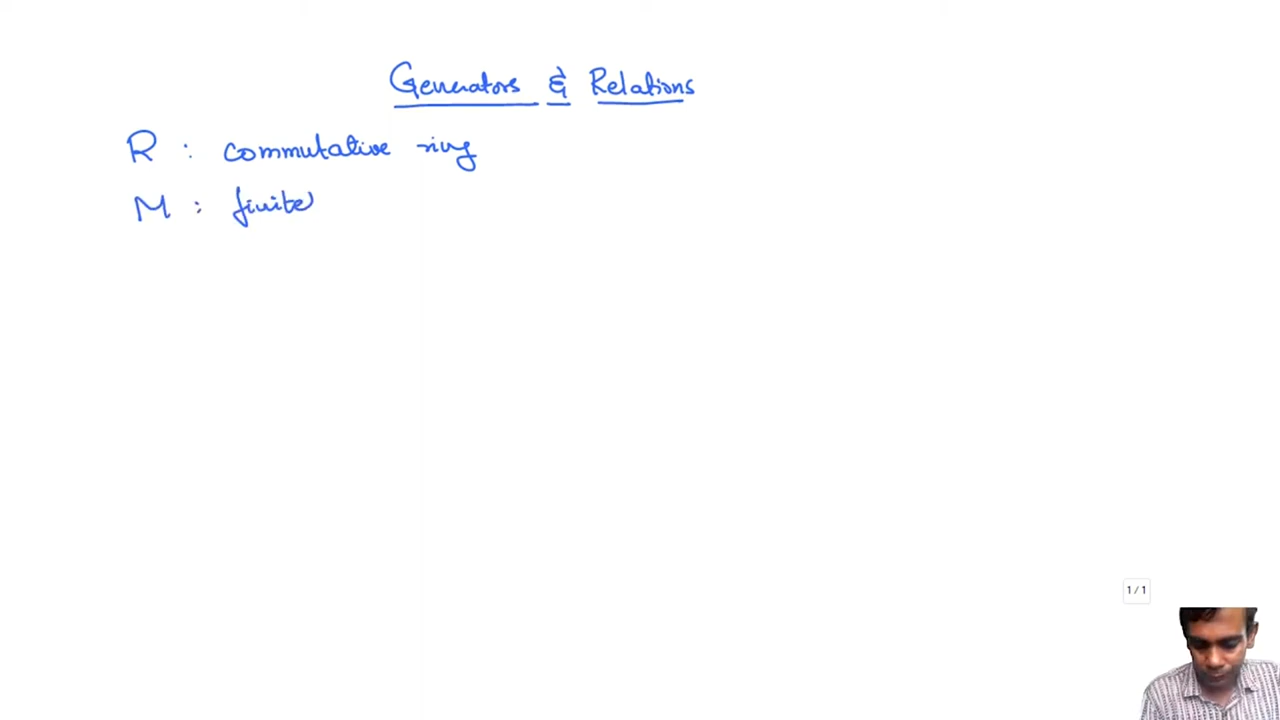 Generators & Relations
R : commutative ring
M : finite
1 / 1